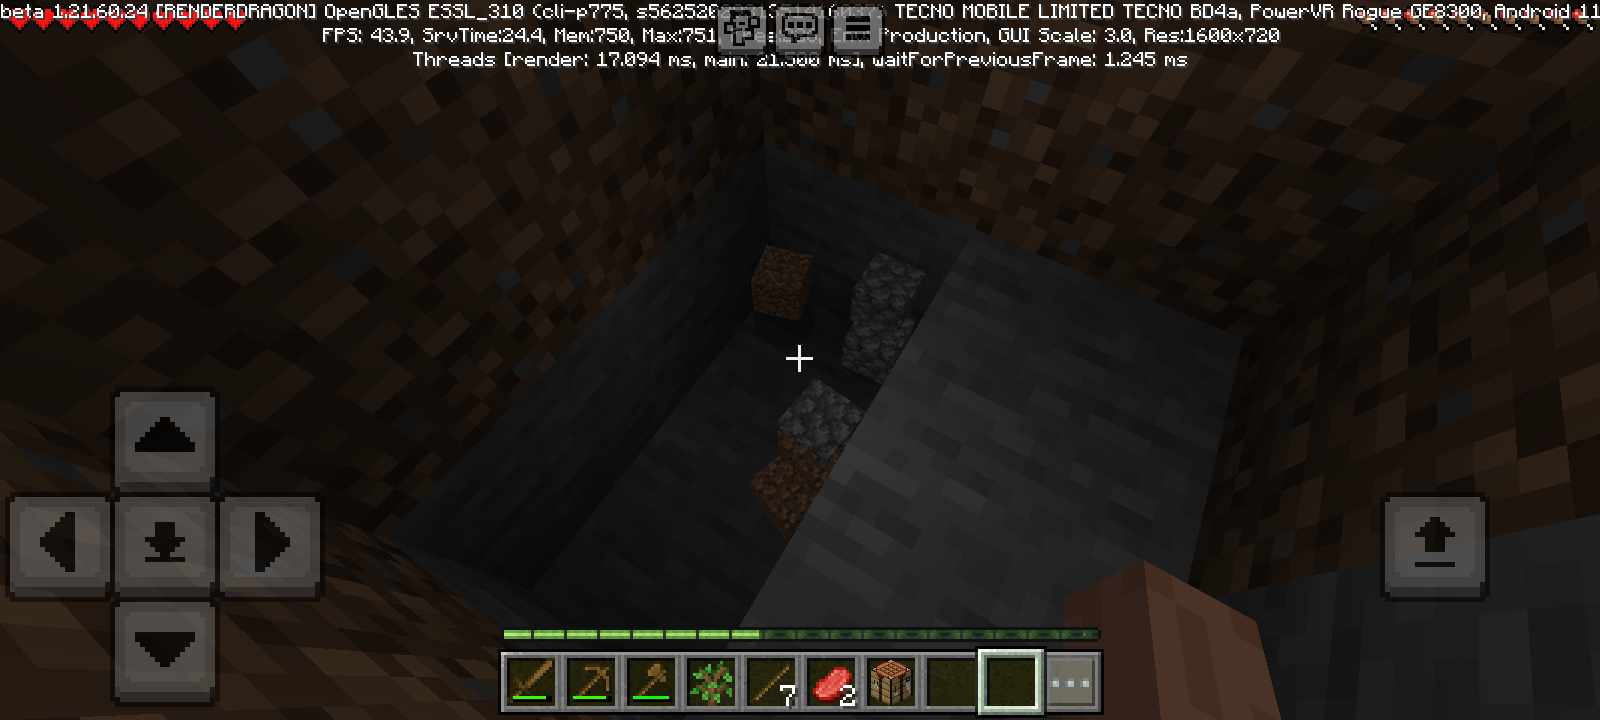 beta 1.21.60.24 [RENDERDRAGON] OpenGLES ESSL_310 (cli-p775, TECNO MOBILE LIMITED TECNO BD4a, PowerVR Rogue GE8300, Android 11
FPS: 43.9, SrvTime:24.4, Mem:750, Max:751, Production, GUI Scale: 3.0, Res:1600x720
Threads [render: 17.094 ms, main: WaitForPreviousFrame: 1.245 ms
7
2